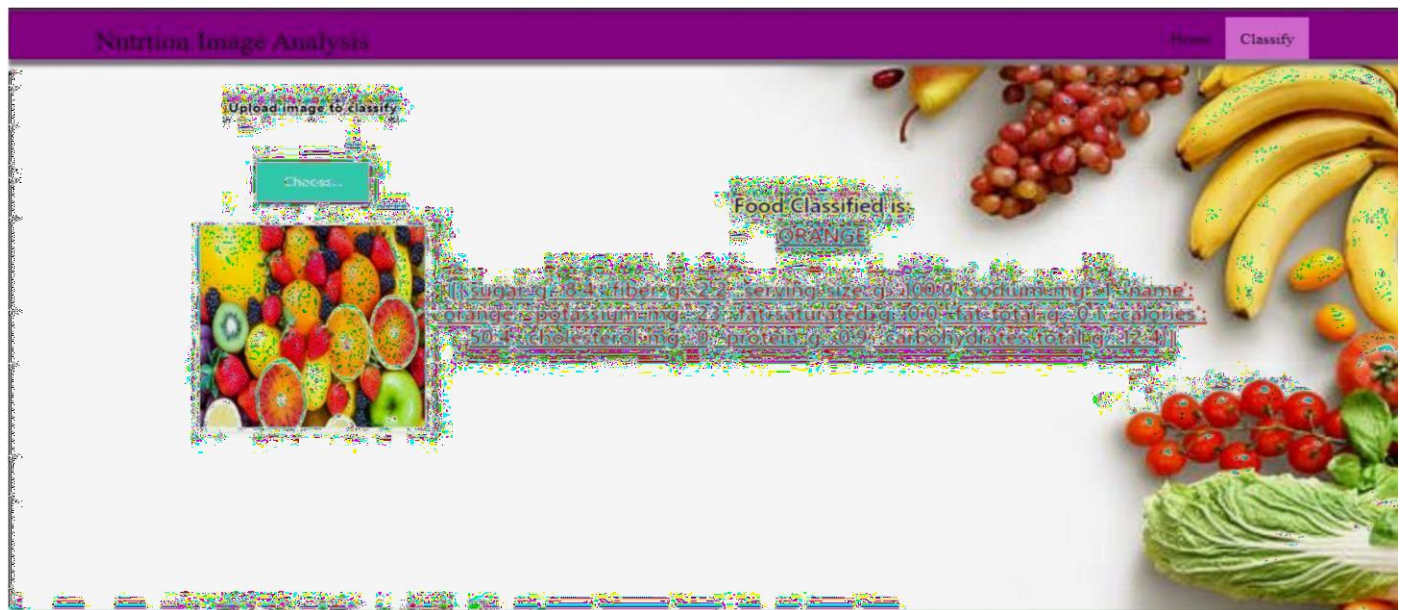 Nutrtion Image Analysis
Home
Classify
Upload image to classify
Choose...
Food Classified is:
ORANGE
[{'sugar_g': 8.4, 'fiber_g': 2.2, 'serving_size_g': 100.0, 'sodium_mg': 1, 'name':
'orange', 'potassium_mg': 23, 'fat_saturated_g': 0.0, 'fat_total_g': 0.1, 'calories':
50.4, 'cholesterol_mg': 0, 'protein_g': 0.9, 'carbohydrates_total_g': 12.4}]